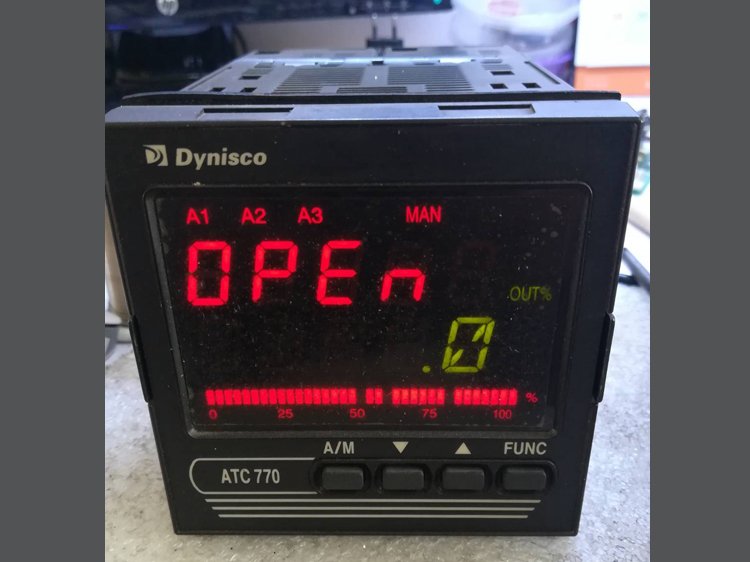 Dynisco
A1 A2 A3 MAN
OPEn
OUT%
.0
%
0 25 50 75 100
A/M ▼ ▲ FUNC
ATC 770